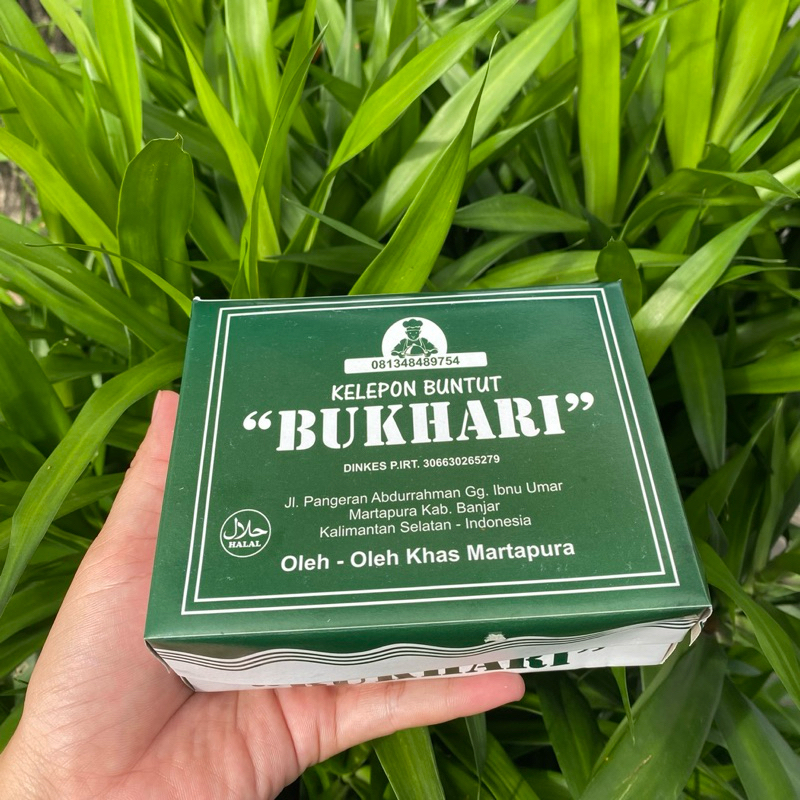 081348489754
KELEPON BUNTUT
“BUKHARI”
DINKES P.IRT. 306630265279
Jl. Pangeran Abdurrahman Gg. Ibnu Umar
Martapura Kab. Banjar
Kalimantan Selatan - Indonesia
حلال
HALAL
Oleh - Oleh Khas Martapura
“BUKHARI”